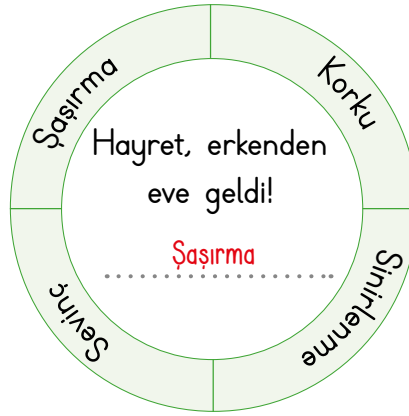 Şaşırma
Korku
Hayret, erkenden
eve geldi!
Şaşırma
Sevinç
Sinirlenme